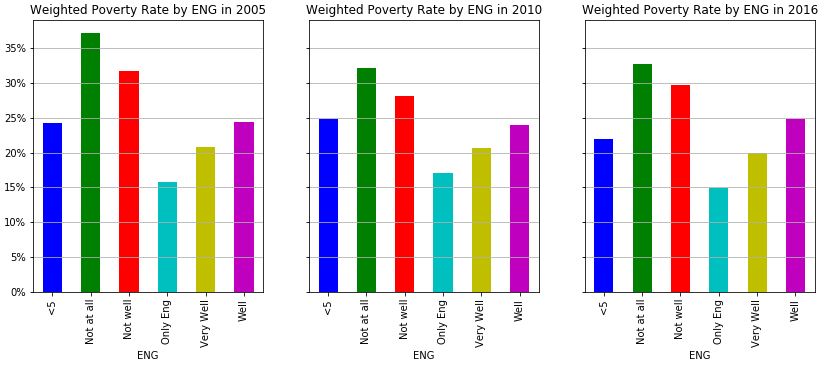 Weighted Poverty Rate by ENG in 2005
35%
30%
25%
20%
15%
10%
5%
0%
<5
Not at all
Not well
Only Eng
Very Well
Well
ENG
Weighted Poverty Rate by ENG in 2010
<5
Not at all
Not well
Only Eng
Very Well
Well
ENG
Weighted Poverty Rate by ENG in 2016
<5
Not at all
Not well
Only Eng
Very Well
Well
ENG